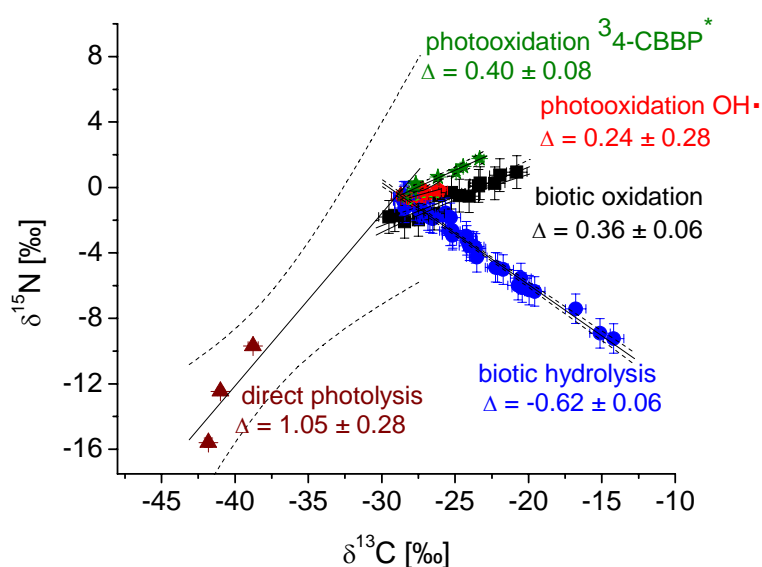 photooxidation ³4-CBBP*
Δ = 0.40 ± 0.08
photooxidation OH·
Δ = 0.24 ± 0.28
biotic oxidation
Δ = 0.36 ± 0.06
biotic hydrolysis
Δ = -0.62 ± 0.06
direct photolysis
Δ = 1.05 ± 0.28
δ¹⁵N [‰]
8
4
0
-4
-8
-12
-16
-45 -40 -35 -30 -25 -20 -15 -10
δ¹³C [‰]